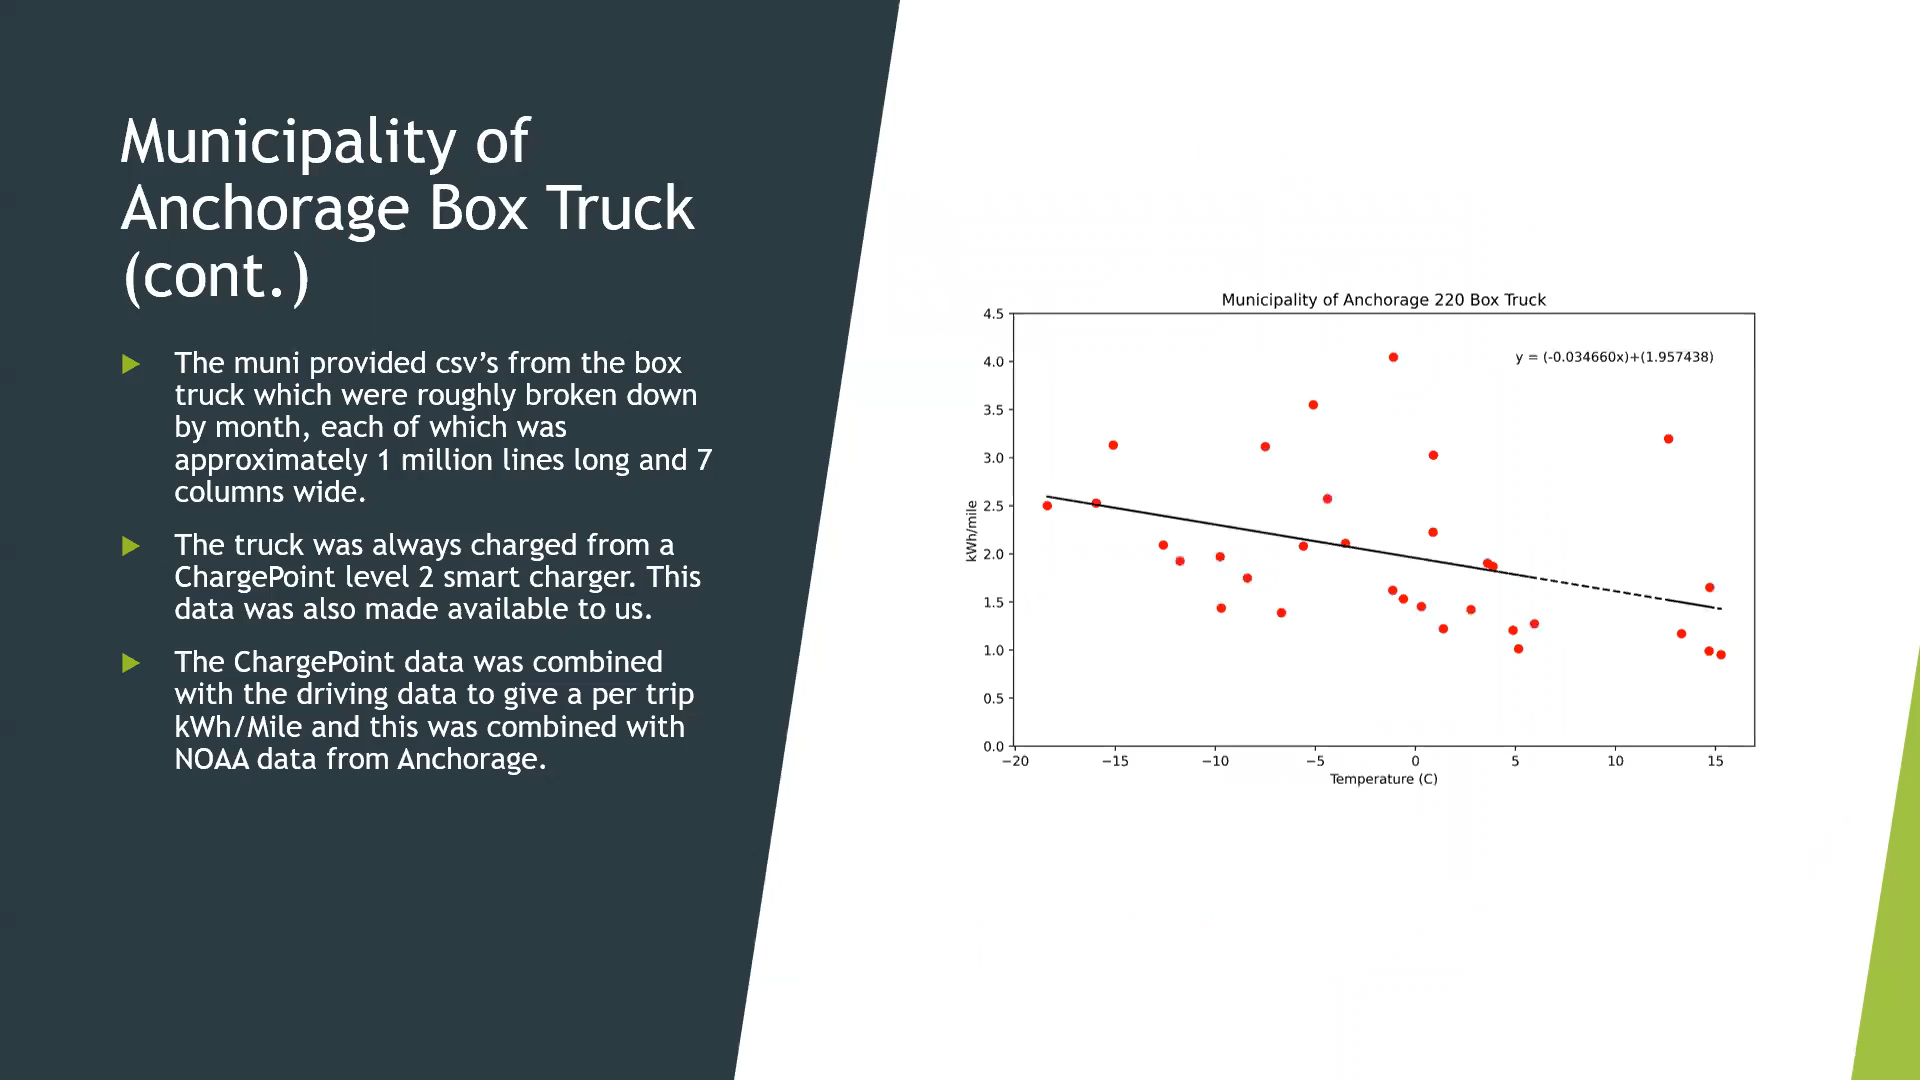 Municipality of
Anchorage Box Truck
(cont.)
The muni provided csv’s from the box
truck which were roughly broken down
by month, each of which was
approximately 1 million lines long and 7
columns wide.
The truck was always charged from a
ChargePoint level 2 smart charger. This
data was also made available to us.
The ChargePoint data was combined
with the driving data to give a per trip
kWh/Mile and this was combined with
NOAA data from Anchorage.
Municipality of Anchorage 220 Box Truck
y = (-0.034660x)+(1.957438)
kWh/mile
4.5
4.0
3.5
3.0
2.5
2.0
1.5
1.0
0.5
0.0
−20 −15 −10 −5 0 5 10 15
Temperature (C)